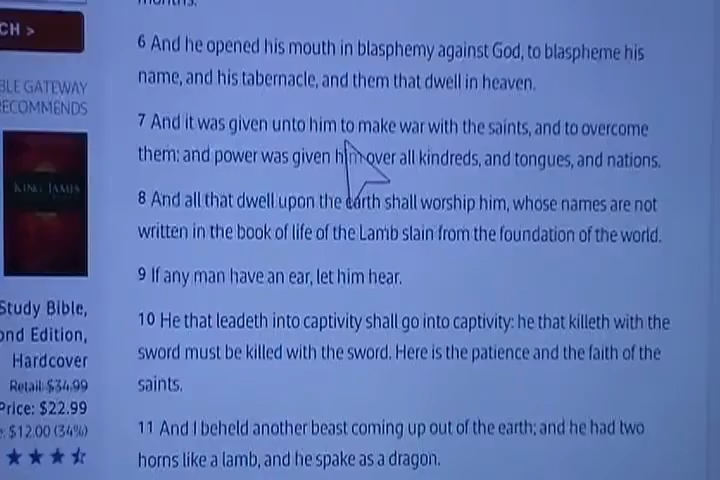 months.
6 And he opened his mouth in blasphemy against God, to blaspheme his
name, and his tabernacle, and them that dwell in heaven.
7 And it was given unto him to make war with the saints, and to overcome
them: and power was given him over all kindreds, and tongues, and nations.
8 And all that dwell upon the earth shall worship him, whose names are not
written in the book of life of the Lamb slain from the foundation of the world.
9 If any man have an ear, let him hear.
10 He that leadeth into captivity shall go into captivity: he that killeth with the
sword must be killed with the sword. Here is the patience and the faith of the
saints.
11 And I beheld another beast coming up out of the earth; and he had two
horns like a lamb, and he spake as a dragon.
CH >
BLE GATEWAY
RECOMMENDS
KING JAMES
Study Bible,
ond Edition,
Hardcover
Retail: $34.99
Price: $22.99
e: $12.00 (34%)